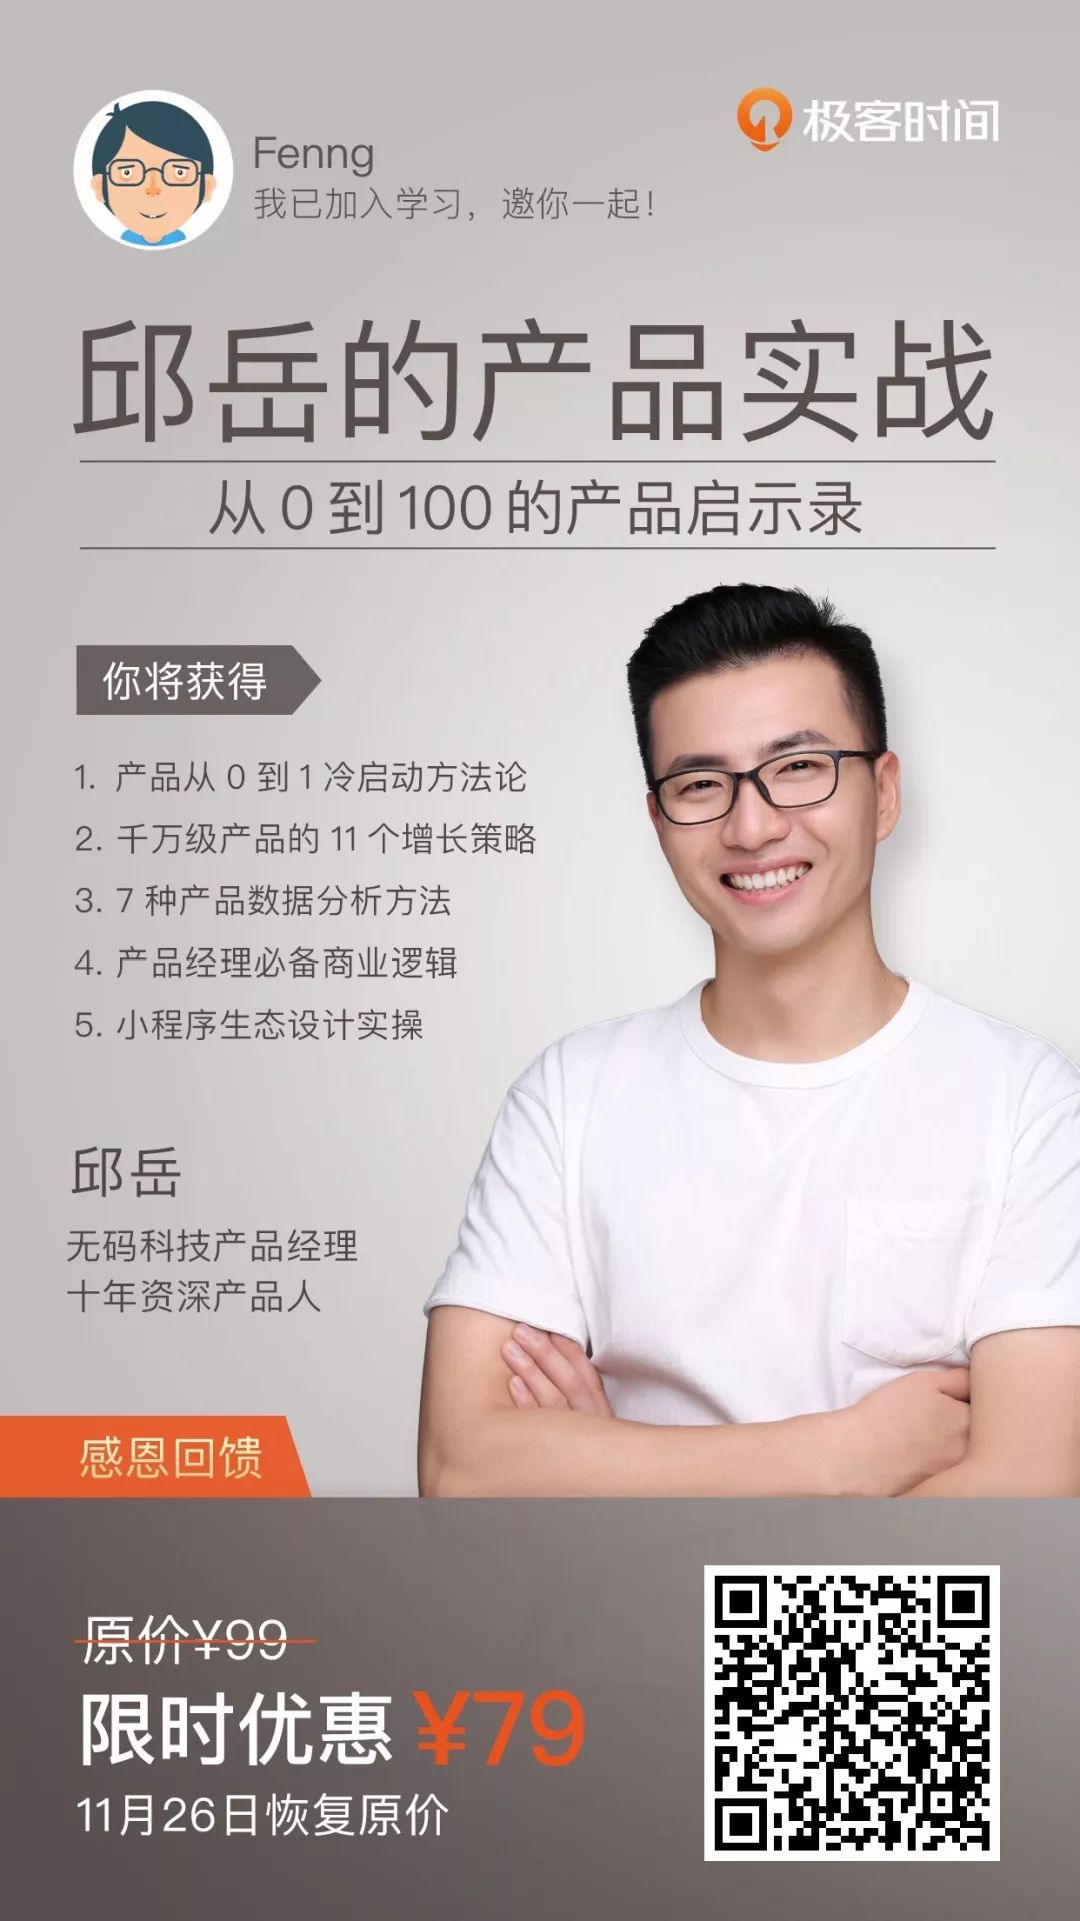 极客时间
Fenng
我已加入学习，邀你一起！
邱岳的产品实战
从 0 到 100 的产品启示录
你将获得
1. 产品从 0 到 1 冷启动方法论
2. 千万级产品的 11 个增长策略
3. 7 种产品数据分析方法
4. 产品经理必备商业逻辑
5. 小程序生态设计实操
邱岳
无码科技产品经理
十年资深产品人
感恩回馈
原价¥99
限时优惠 ¥79
11月26日恢复原价